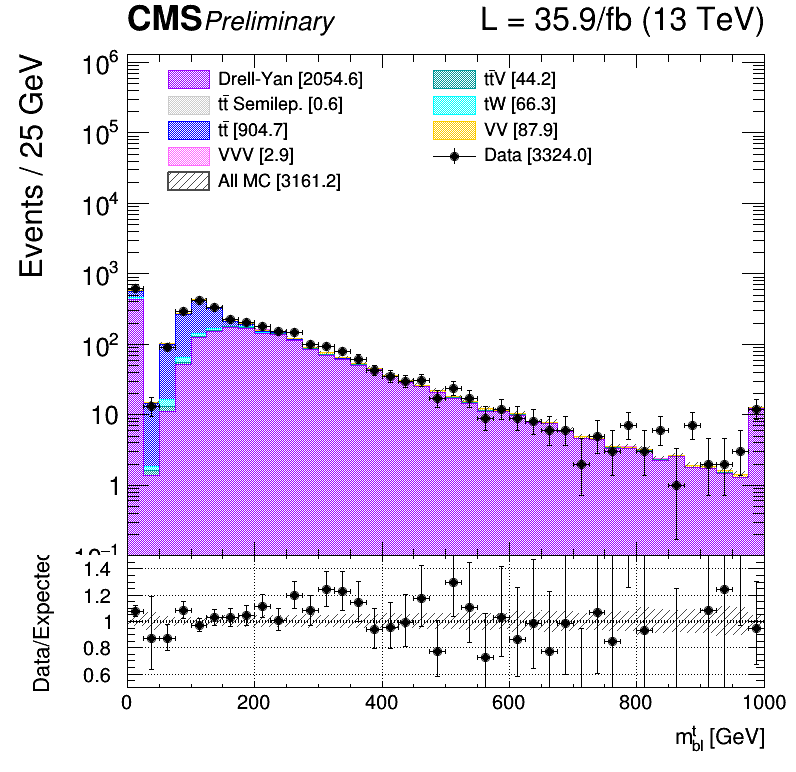 CMS Preliminary L = 35.9/fb (13 TeV)
Events / 25 GeV
10⁶
10⁵
10⁴
10³
10²
10
1
10⁻¹
Drell-Yan [2054.6]
tt̄ Semilep. [0.6]
tt̄ [904.7]
VVV [2.9]
All MC [3161.2]
tt̄V [44.2]
tW [66.3]
VV [87.9]
Data [3324.0]
Data/Expected
1.4
1.2
1
0.8
0.6
0 200 400 600 800 1000
mᵗbl [GeV]